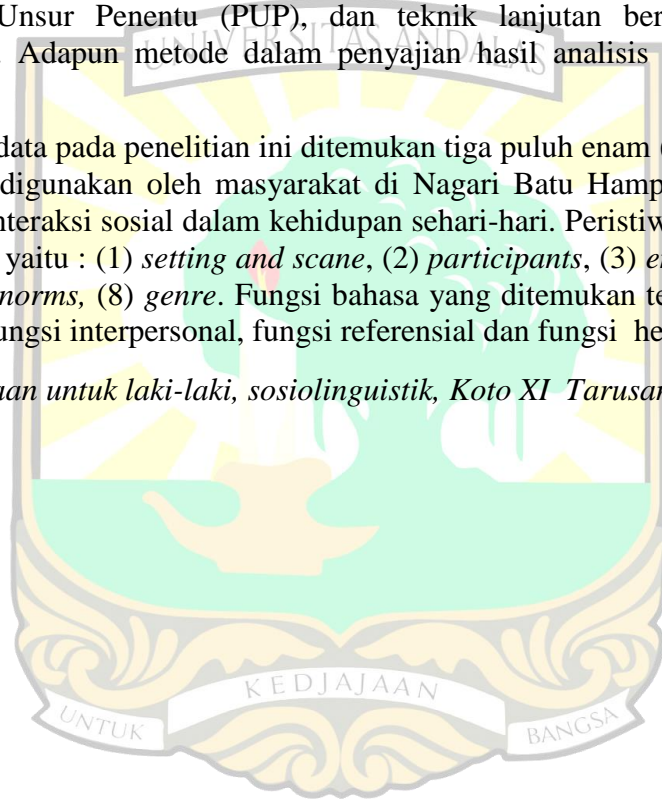 Unsur Penentu (PUP), dan teknik lanjutan ber
Adapun metode dalam penyajian hasil analisis
UNIVERSITAS ANDALAS
data pada penelitian ini ditemukan tiga puluh enam (
digunakan oleh masyarakat di Nagari Batu Hamp
nteraksi sosial dalam kehidupan sehari-hari. Peristiw
yaitu : (1) setting and scane, (2) participants, (3) e
norms, (8) genre. Fungsi bahasa yang ditemukan te
ungsi interpersonal, fungsi referensial dan fungsi he
aan untuk laki-laki, sosiolinguistik, Koto XI Tarusan
KEDJAJAAN
UNTUK BANGSA